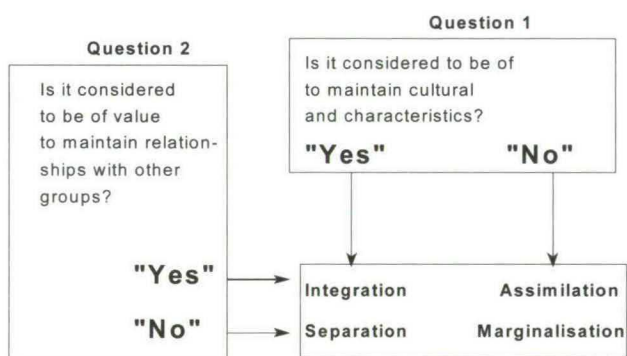 Question 1
Question 2
Is it considered to be of
to maintain cultural
and characteristics?
"Yes" "No"
Is it considered
to be of value
to maintain relation-
ships with other
groups?
"Yes"
"No"
Integration Assimilation
Separation Marginalisation